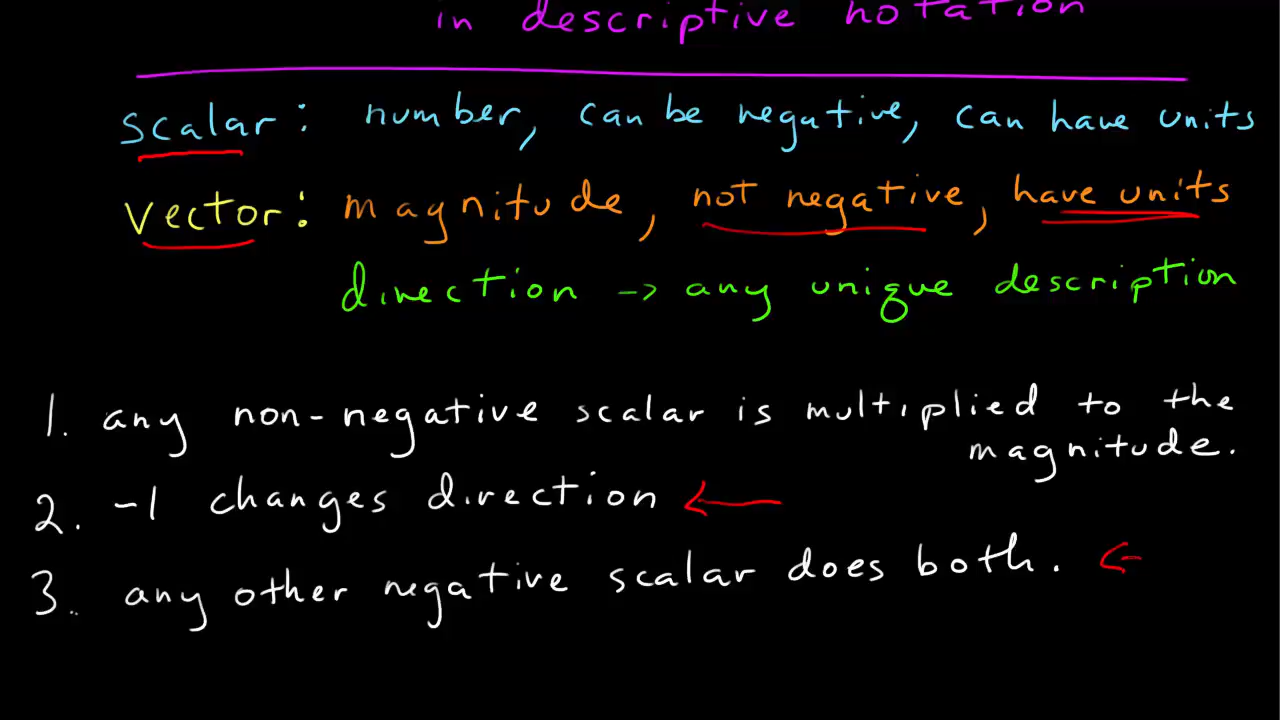 in descriptive notation
scalar: number, can be negative, can have units
vector: magnitude, not negative, have units
direction -> any unique description
1. any non-negative scalar is multiplied to the
magnitude.
2. -1 changes direction
3. any other negative scalar does both.